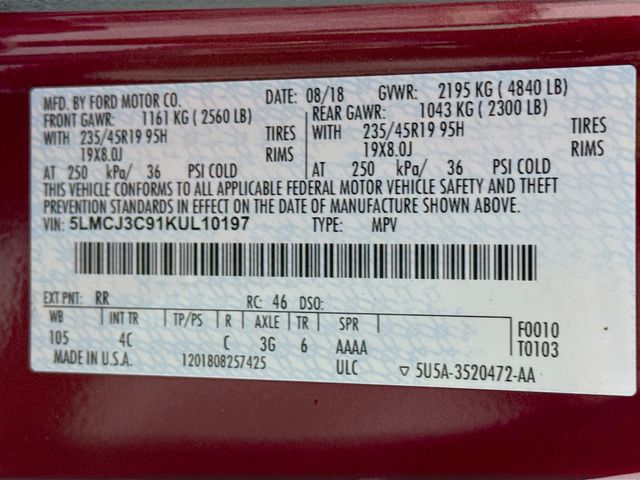 MFD. BY FORD MOTOR CO. DATE: 08/18 GVWR: 2195 KG ( 4840 LB)
FRONT GAWR: 1161 KG ( 2560 LB) REAR GAWR: 1043 KG ( 2300 LB)
WITH 235/45R19 95H TIRES WITH 235/45R19 95H TIRES
19X8.0J RIMS 19X8.0J RIMS
AT 250 kPa/ 36 PSI COLD AT 250 kPa/ 36 PSI COLD
THIS VEHICLE CONFORMS TO ALL APPLICABLE FEDERAL MOTOR VEHICLE SAFETY AND THEFT
PREVENTION STANDARDS IN EFFECT ON THE DATE OF MANUFACTURE SHOWN ABOVE.
VIN: 5LMCJ3C91KUL10197 TYPE: MPV
EXT PNT: RR RC: 46 DSO:
WB INT TR TP/PS R AXLE TR SPR F0010
105 4C C 3G 6 AAAA T0103
MADE IN U.S.A. 1201808257425 ULC ▽ 5U5A-3520472-AA